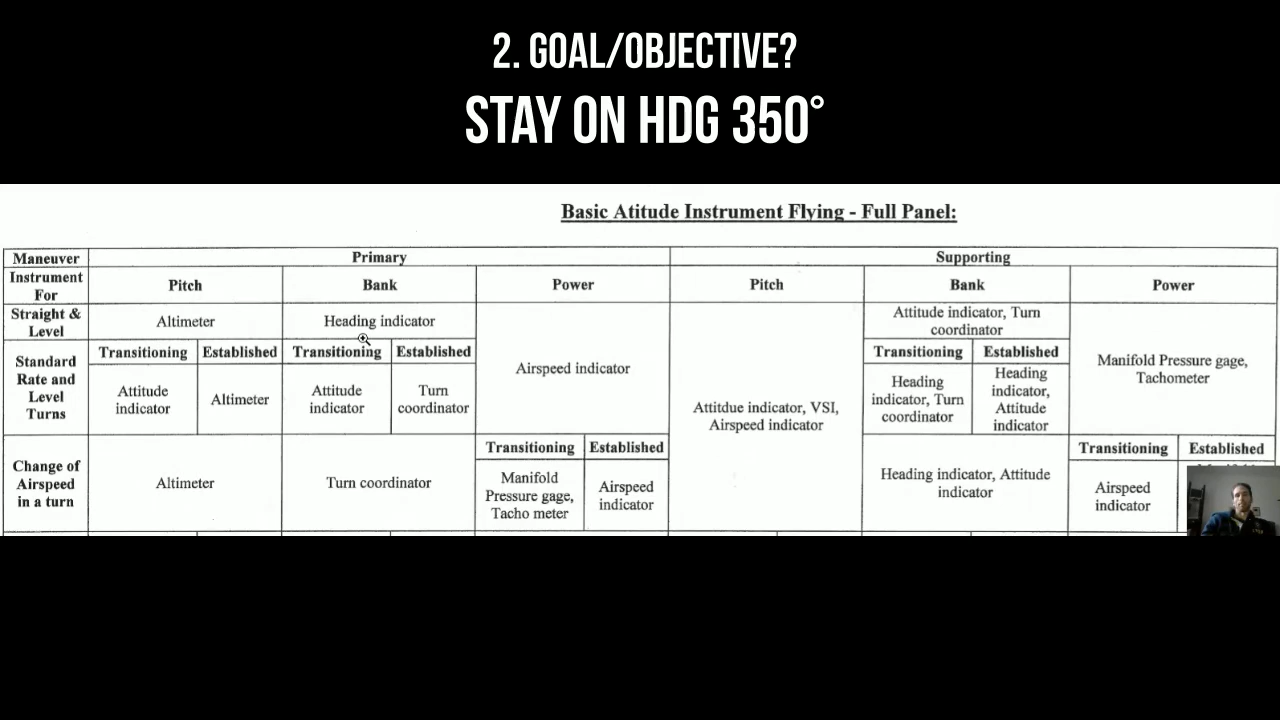 2. GOAL/OBJECTIVE?
STAY ON HDG 350°
Basic Atitude Instrument Flying - Full Panel:
Maneuver
Primary
Supporting
Instrument
For
Pitch
Bank
Power
Pitch
Bank
Power
Straight &
Level
Altimeter
Heading indicator
Airspeed indicator
Attitdue indicator, VSI,
Airspeed indicator
Attitude indicator, Turn
coordinator
Manifold Pressure gage,
Tachometer
Standard
Rate and
Level
Turns
Transitioning
Established
Transitioning
Established
Transitioning
Established
Attitude
indicator
Altimeter
Attitude
indicator
Turn
coordinator
Heading
indicator, Turn
coordinator
Heading
indicator,
Attitude
indicator
Change of
Airspeed
in a turn
Altimeter
Turn coordinator
Transitioning
Established
Manifold
Pressure gage,
Tacho meter
Airspeed
indicator
Heading indicator, Attitude
indicator
Transitioning
Established
Airspeed
indicator